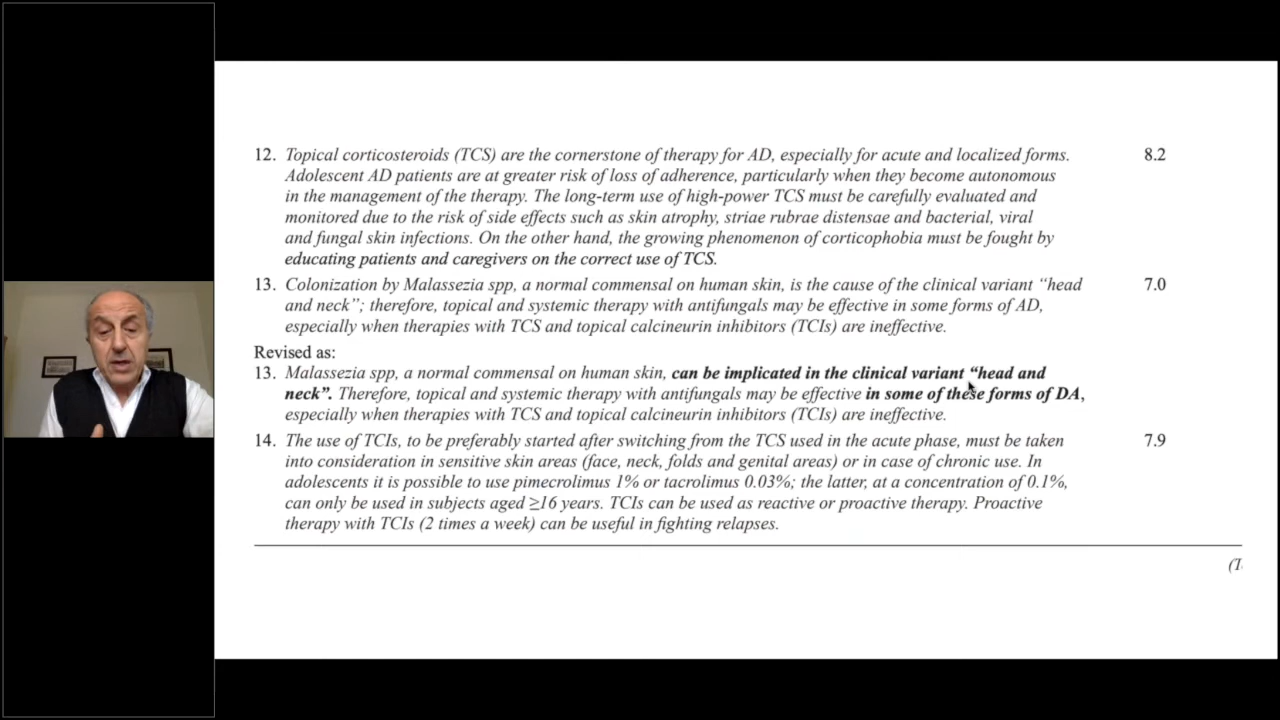 12. Topical corticosteroids (TCS) are the cornerstone of therapy for AD, especially for acute and localized forms. 8.2
Adolescent AD patients are at greater risk of loss of adherence, particularly when they become autonomous
in the management of the therapy. The long-term use of high-power TCS must be carefully evaluated and
monitored due to the risk of side effects such as skin atrophy, striae rubrae distensae and bacterial, viral
and fungal skin infections. On the other hand, the growing phenomenon of corticophobia must be fought by
educating patients and caregivers on the correct use of TCS.
13. Colonization by Malassezia spp, a normal commensal on human skin, is the cause of the clinical variant “head 7.0
and neck”; therefore, topical and systemic therapy with antifungals may be effective in some forms of AD,
especially when therapies with TCS and topical calcineurin inhibitors (TCIs) are ineffective.
Revised as:
13. Malassezia spp, a normal commensal on human skin, can be implicated in the clinical variant “head and
neck”. Therefore, topical and systemic therapy with antifungals may be effective in some of these forms of DA,
especially when therapies with TCS and topical calcineurin inhibitors (TCIs) are ineffective.
14. The use of TCIs, to be preferably started after switching from the TCS used in the acute phase, must be taken 7.9
into consideration in sensitive skin areas (face, neck, folds and genital areas) or in case of chronic use. In
adolescents it is possible to use pimecrolimus 1% or tacrolimus 0.03%; the latter, at a concentration of 0.1%,
can only be used in subjects aged ≥16 years. TCIs can be used as reactive or proactive therapy. Proactive
therapy with TCIs (2 times a week) can be useful in fighting relapses.